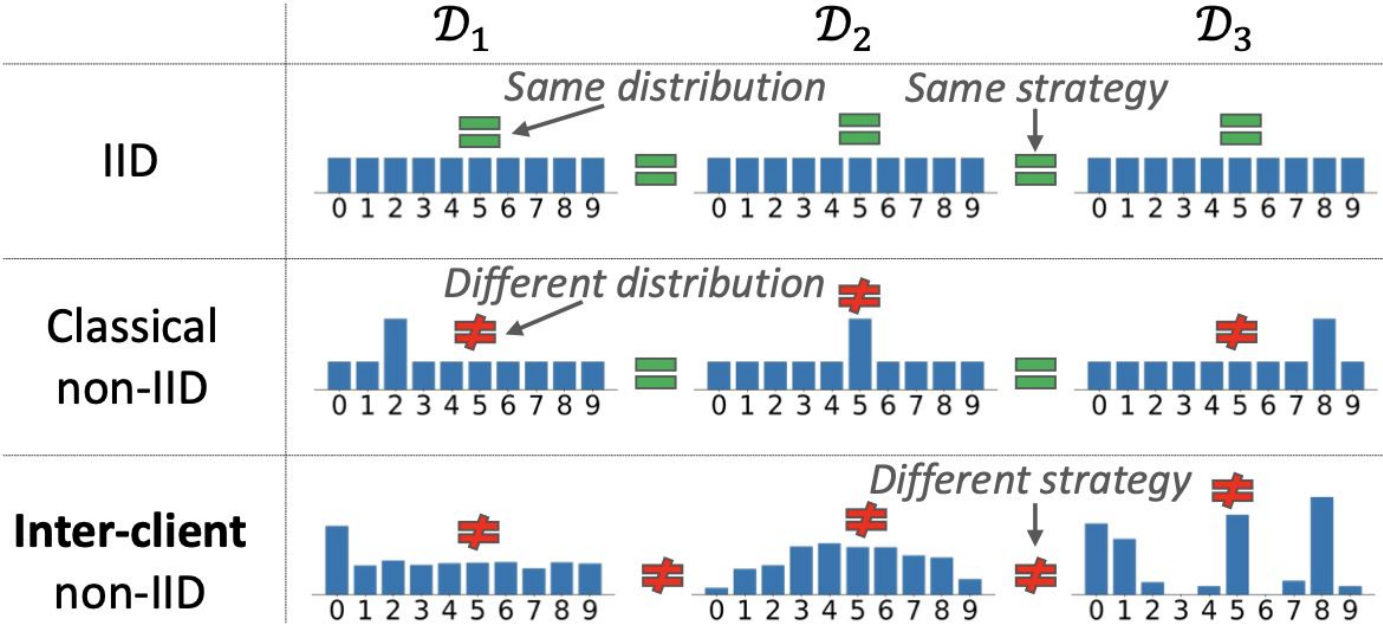 𝒟₁ 𝒟₂ 𝒟₃
Same distribution Same strategy
IID
0 1 2 3 4 5 6 7 8 9 0 1 2 3 4 5 6 7 8 9 0 1 2 3 4 5 6 7 8 9
Different distribution
Classical
non-IID
0 1 2 3 4 5 6 7 8 9 0 1 2 3 4 5 6 7 8 9 0 1 2 3 4 5 6 7 8 9
Different strategy
Inter-client
non-IID
0 1 2 3 4 5 6 7 8 9 0 1 2 3 4 5 6 7 8 9 0 1 2 3 4 5 6 7 8 9